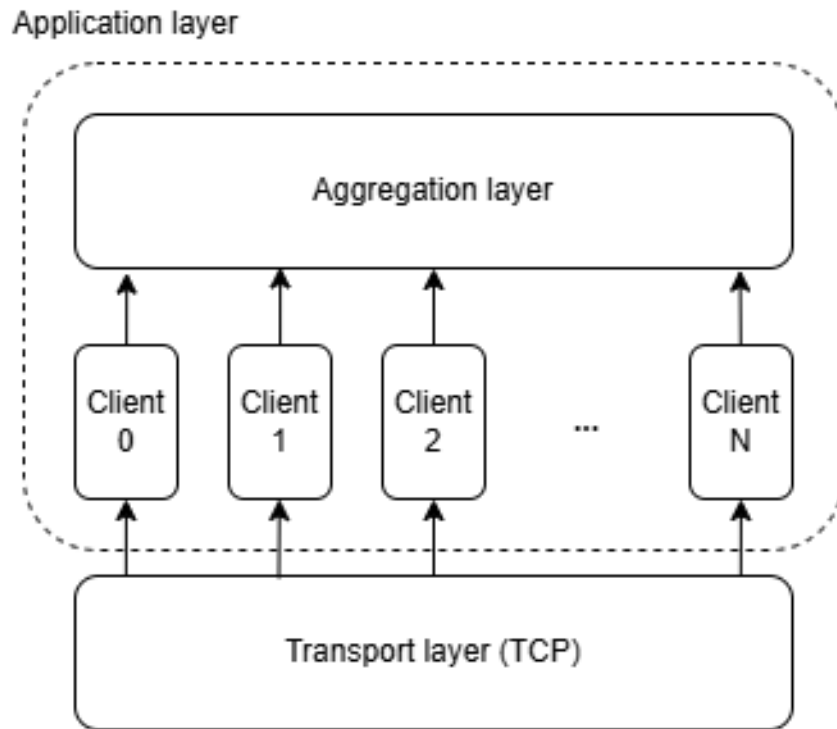 Application layer
Aggregation layer
Client
0
Client
1
Client
2
...
Client
N
Transport layer (TCP)